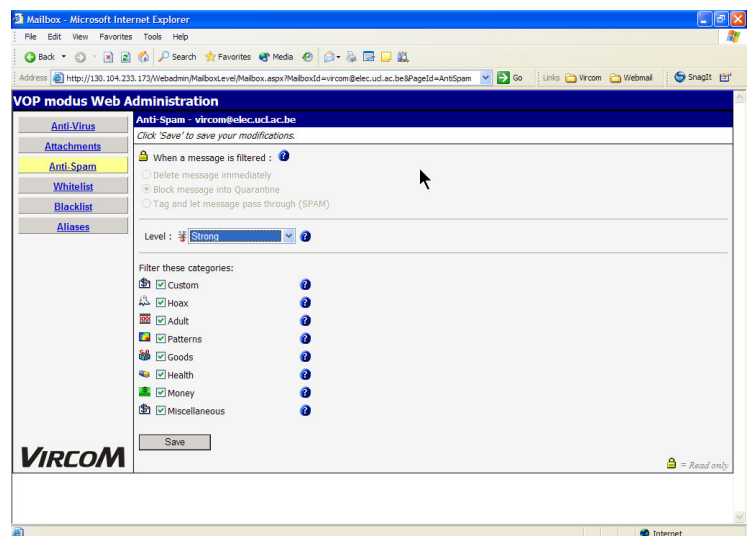 Mailbox - Microsoft Internet Explorer
File Edit View Favorites Tools Help
Back Search Favorites Media
Address http://130.104.233.173/Webadmin/MailboxLevel/Mailbox.aspx?MailboxId=vircom@elec.ucl.ac.be&PageId=AntiSpam Go Links Vircom Webmail SnagIt
VOP modus Web Administration
Anti-Virus
Attachments
Anti-Spam
Whitelist
Blacklist
Aliases
Anti-Spam - vircom@elec.ucl.ac.be
Click 'Save' to save your modifications.
When a message is filtered :
Delete message immediately
Block message into Quarantine
Tag and let message pass through (SPAM)
Level : Strong
Filter these categories:
Custom
Hoax
Adult
Patterns
Goods
Health
Money
Miscellaneous
Save
VIRCOM
= Read only
Internet